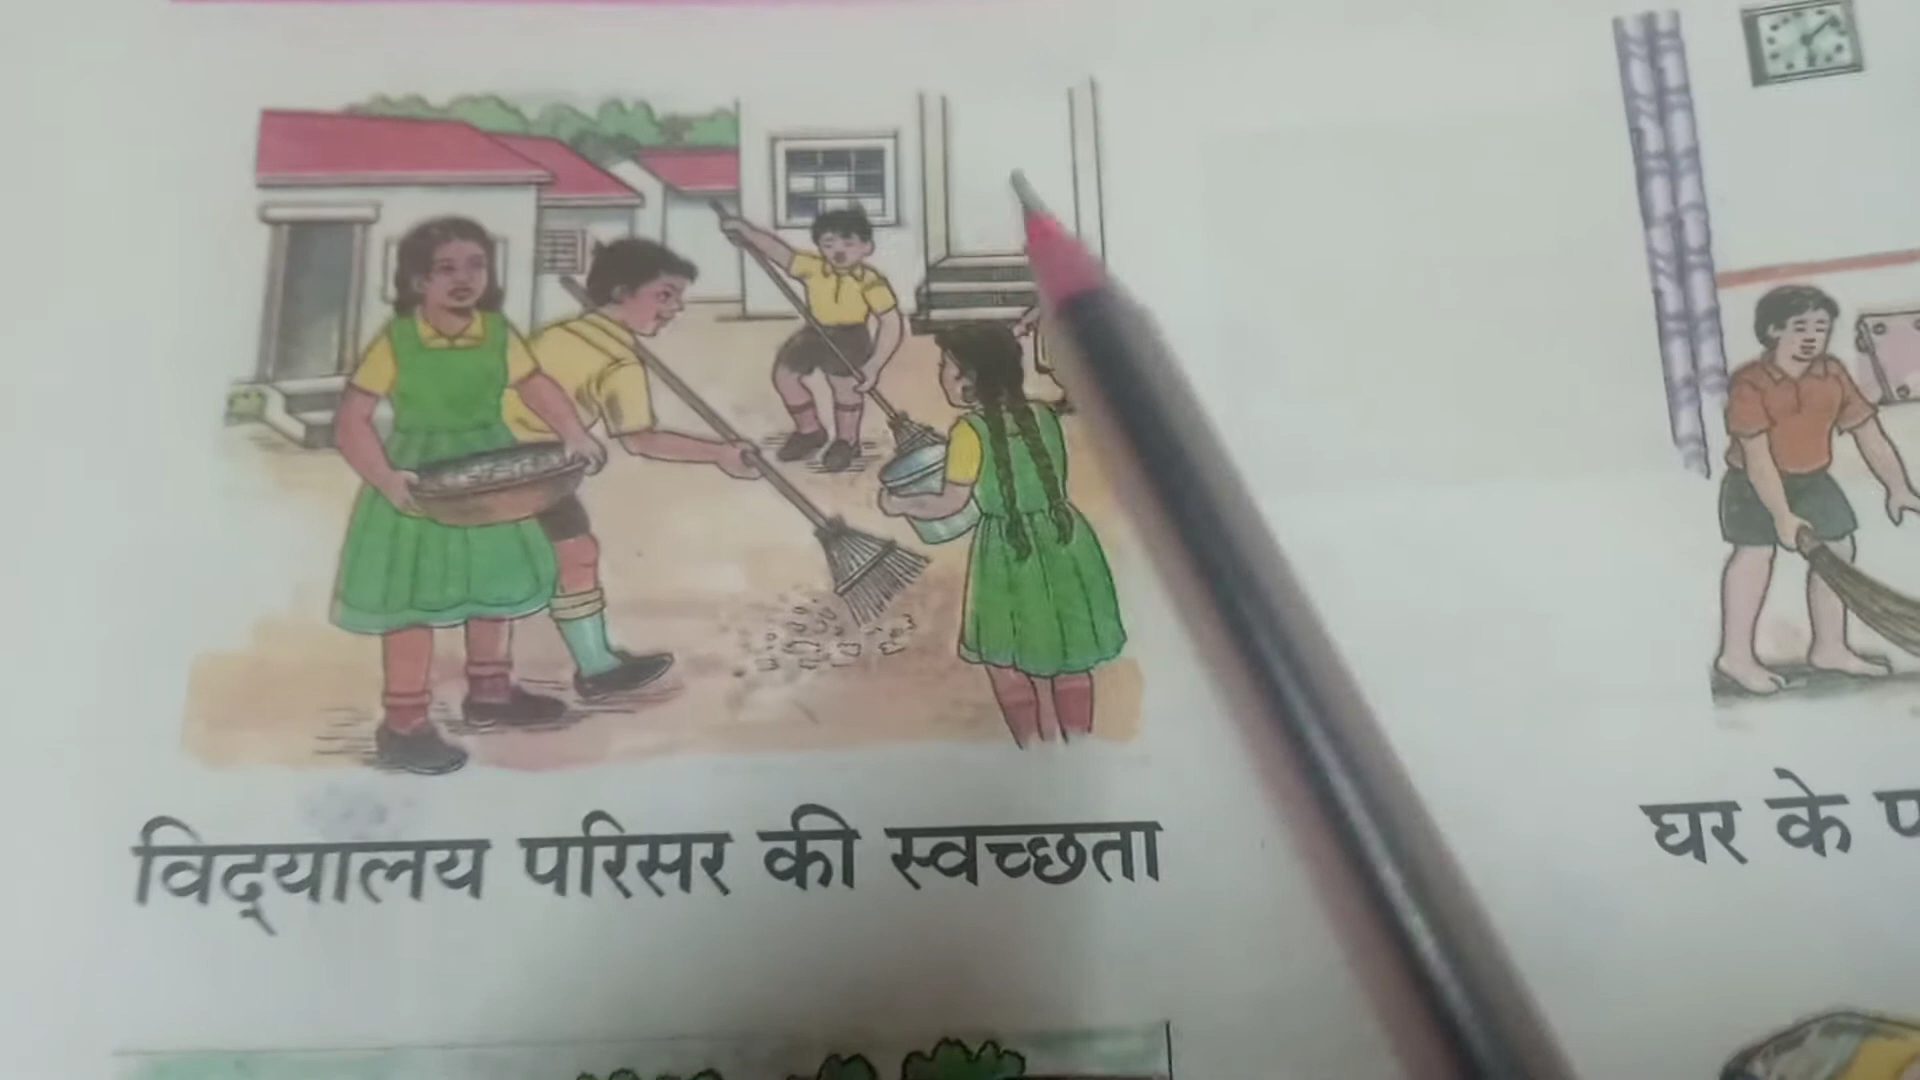 विद्‌यालय परिसर की स्वच्छता
घर के